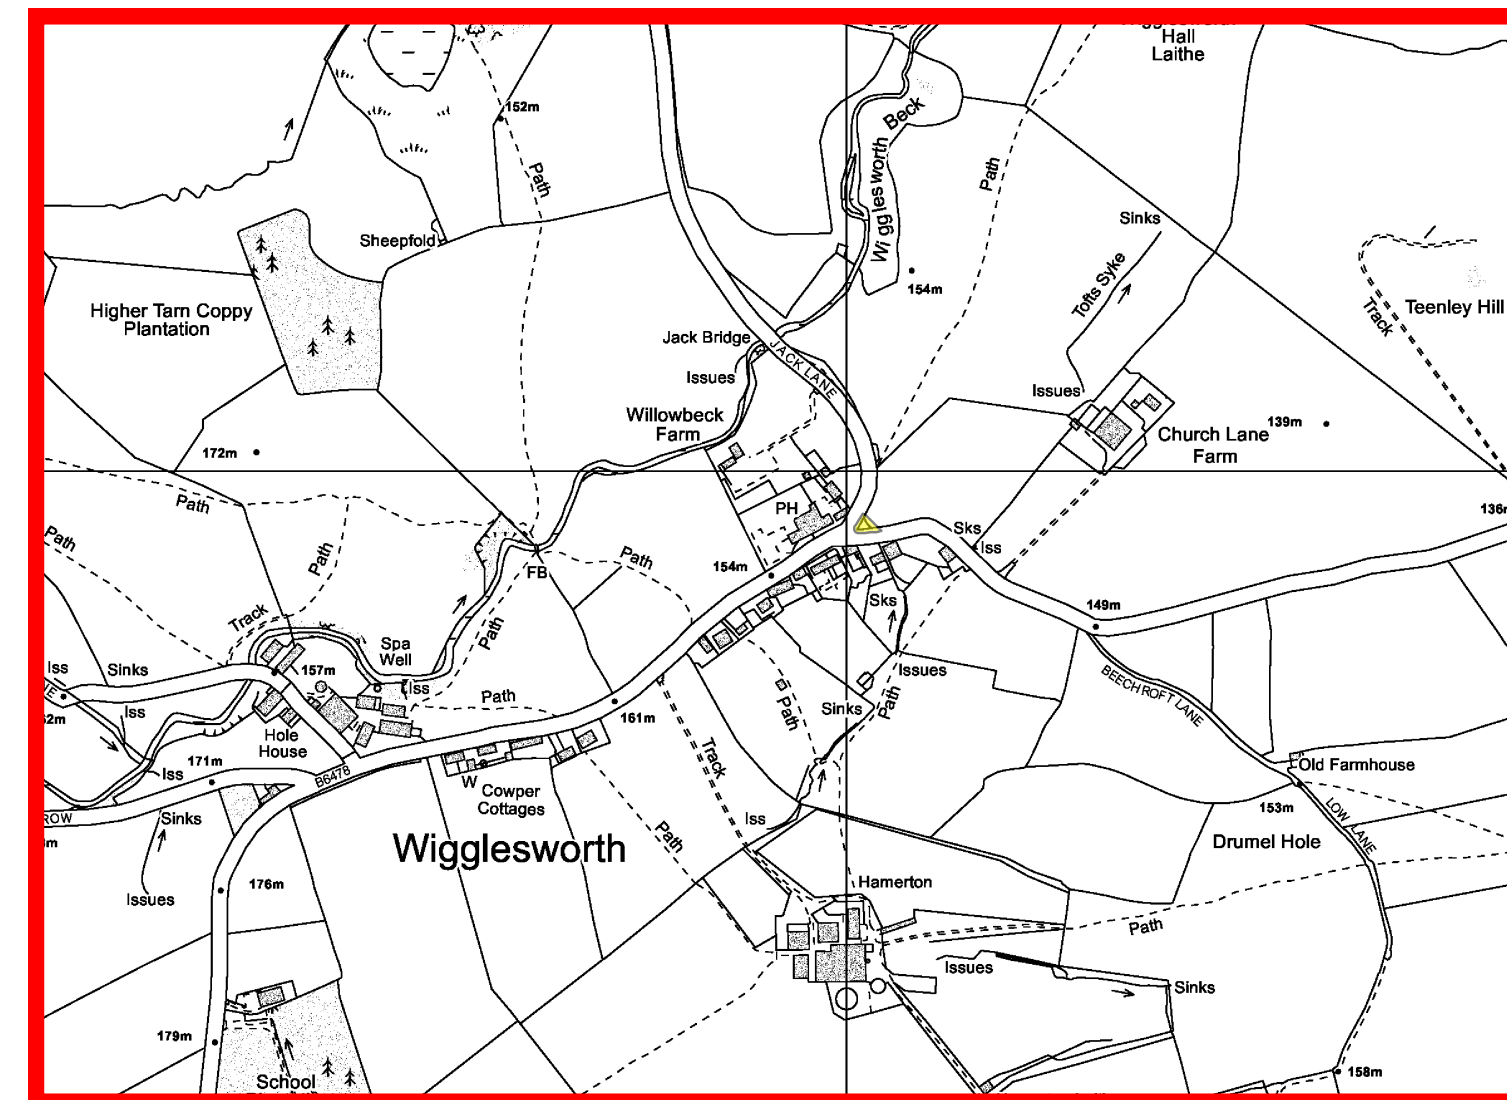 Hall
Laithe
152m
Beck
Path
Path
Wigglesworth
Sinks
Sheepfold
154m
Tofts Syke
Higher Tarn Coppy
Plantation
Teenley Hill
Track
Jack Bridge
JACK LANE
Issues
Issues
Willowbeck
Farm
139m
Church Lane
Farm
172m
Path
PH
136m
Path
Sks
Iss
Path
Path
154m
FB
Sks
149m
Track
Path
Spa
Well
Iss
Sinks
157m
Iss
Issues
BEECHROFT LANE
Path
Path
Iss
161m
Sinks
Path
Hole
House
Track
171m
Iss
B6478
W
Cowper
Cottages
Old Farmhouse
153m
LOW LANE
ROW
Sinks
Iss
Path
Wigglesworth
Drumel Hole
176m
Issues
Hamerton
Path
Issues
Sinks
179m
School
158m